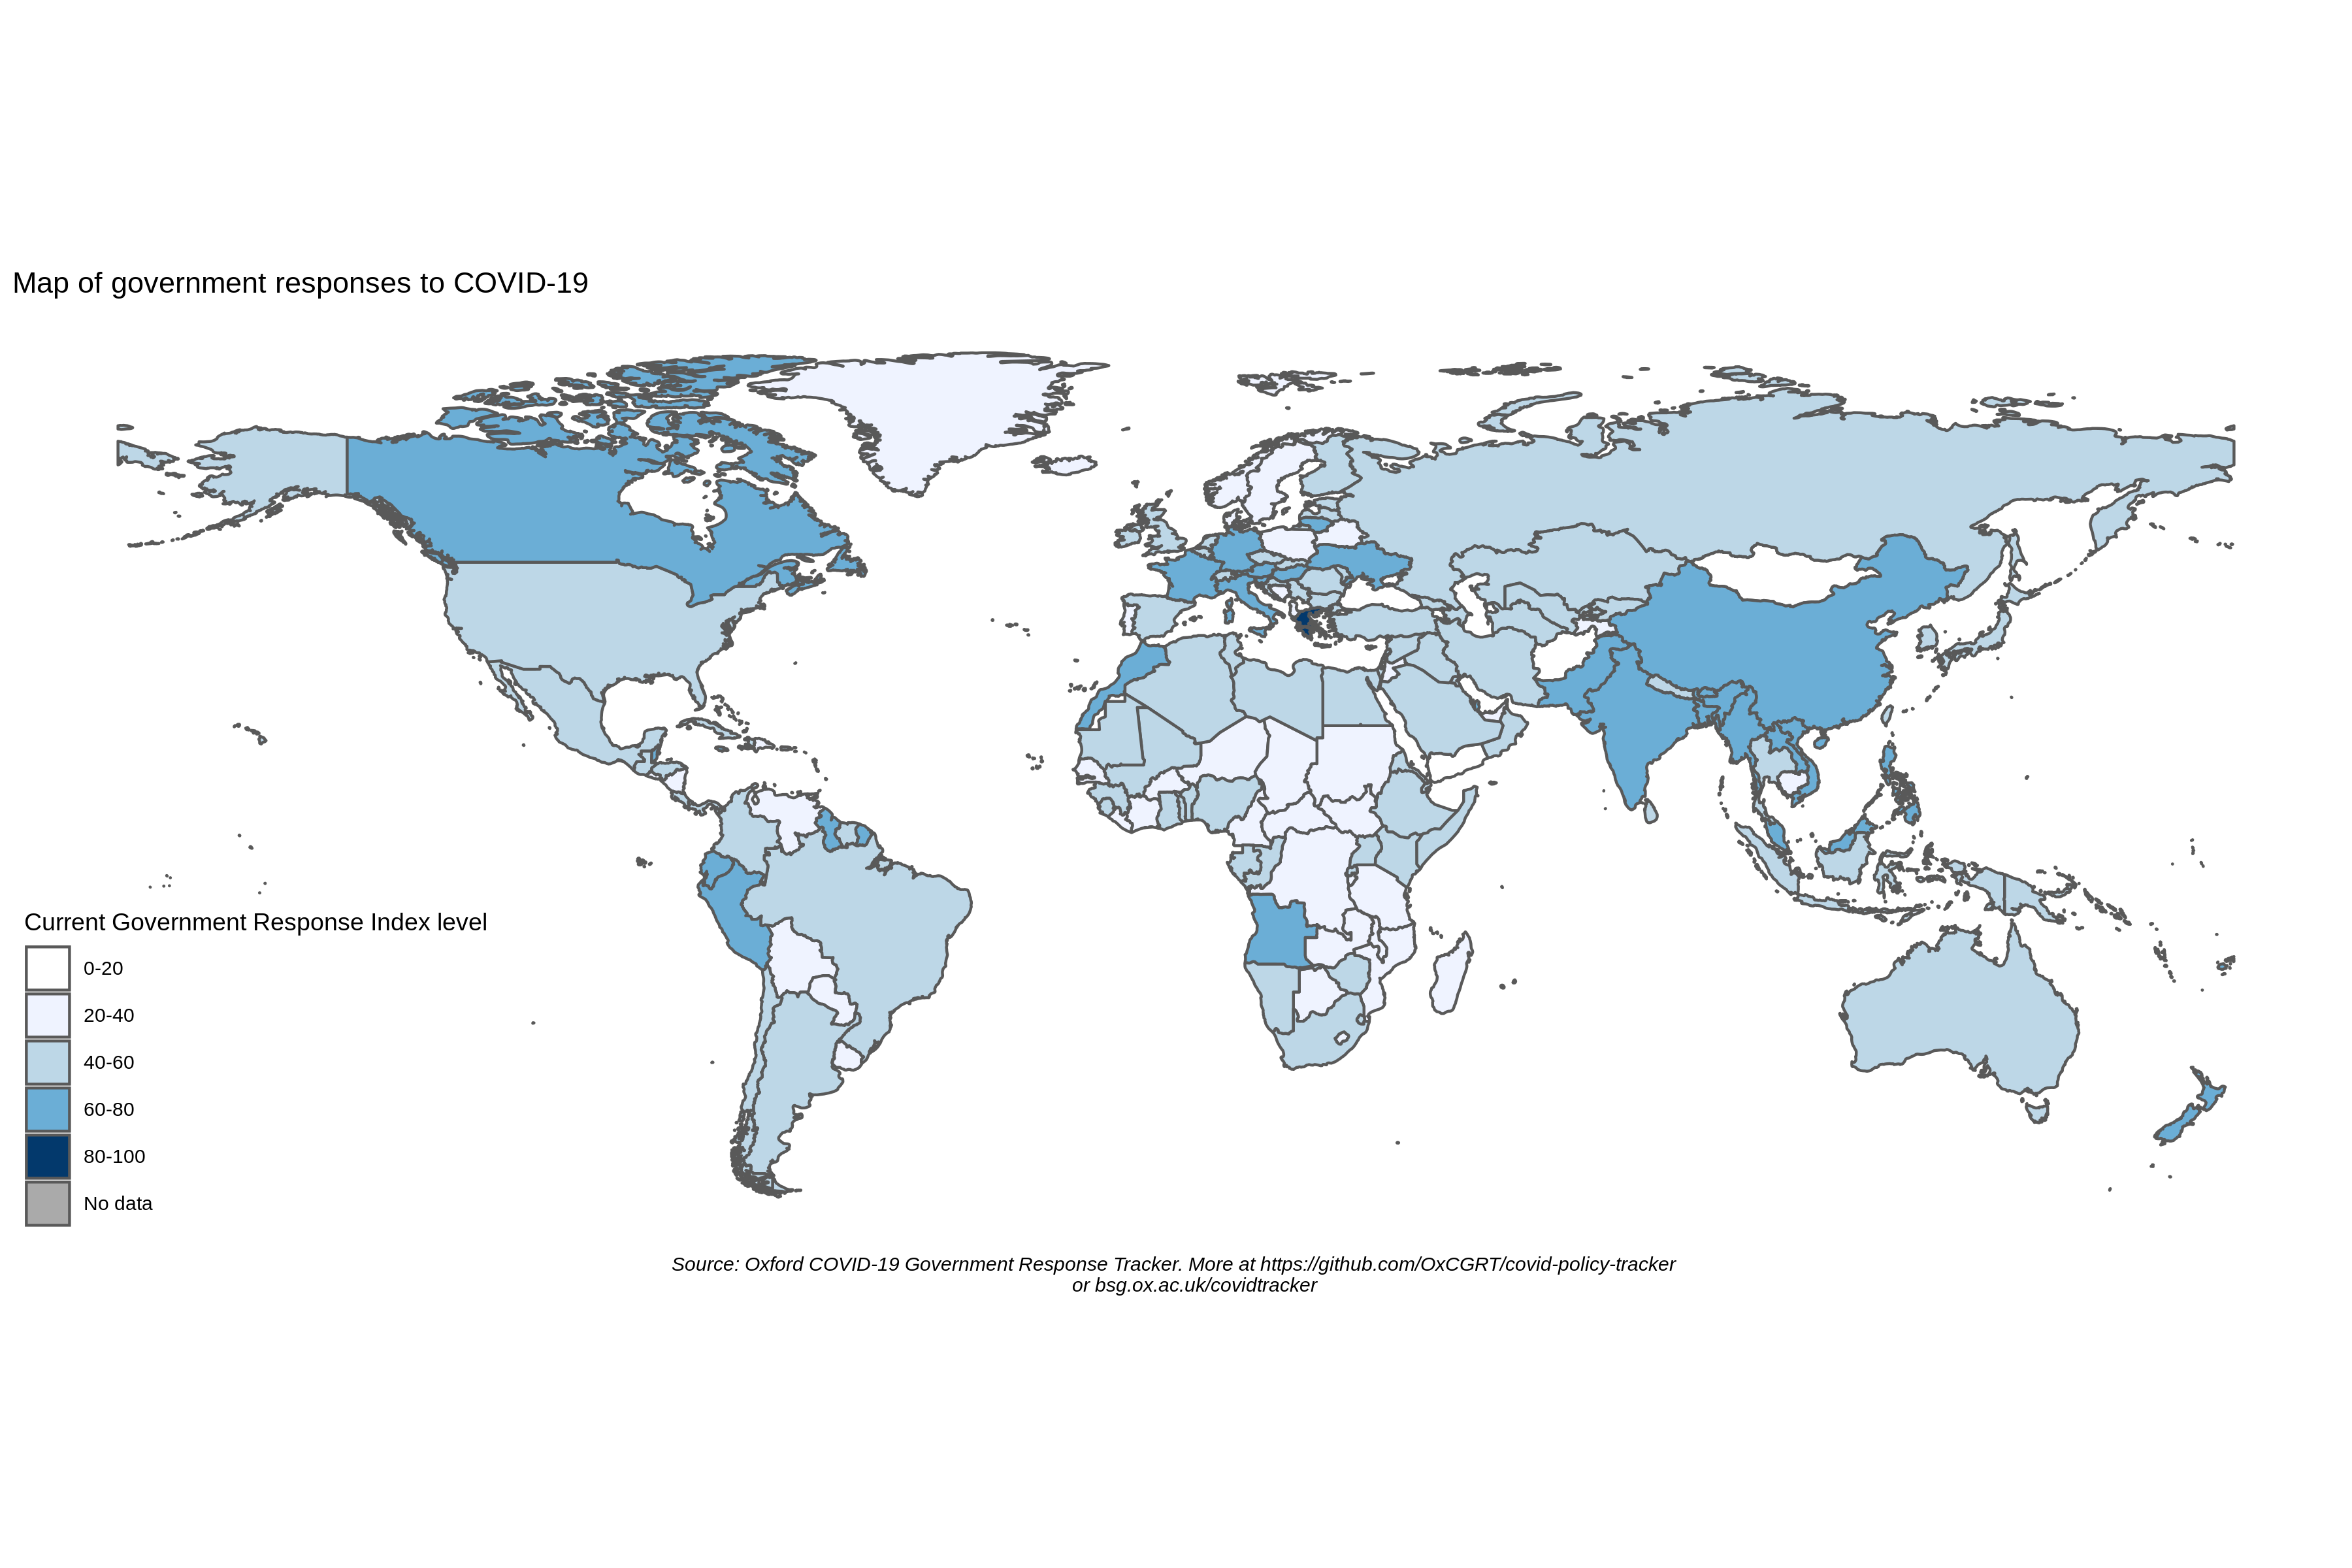 Map of government responses to COVID-19
Current Government Response Index level
0-20
20-40
40-60
60-80
80-100
No data
Source: Oxford COVID-19 Government Response Tracker. More at https://github.com/OxCGRT/covid-policy-tracker
or bsg.ox.ac.uk/covidtracker